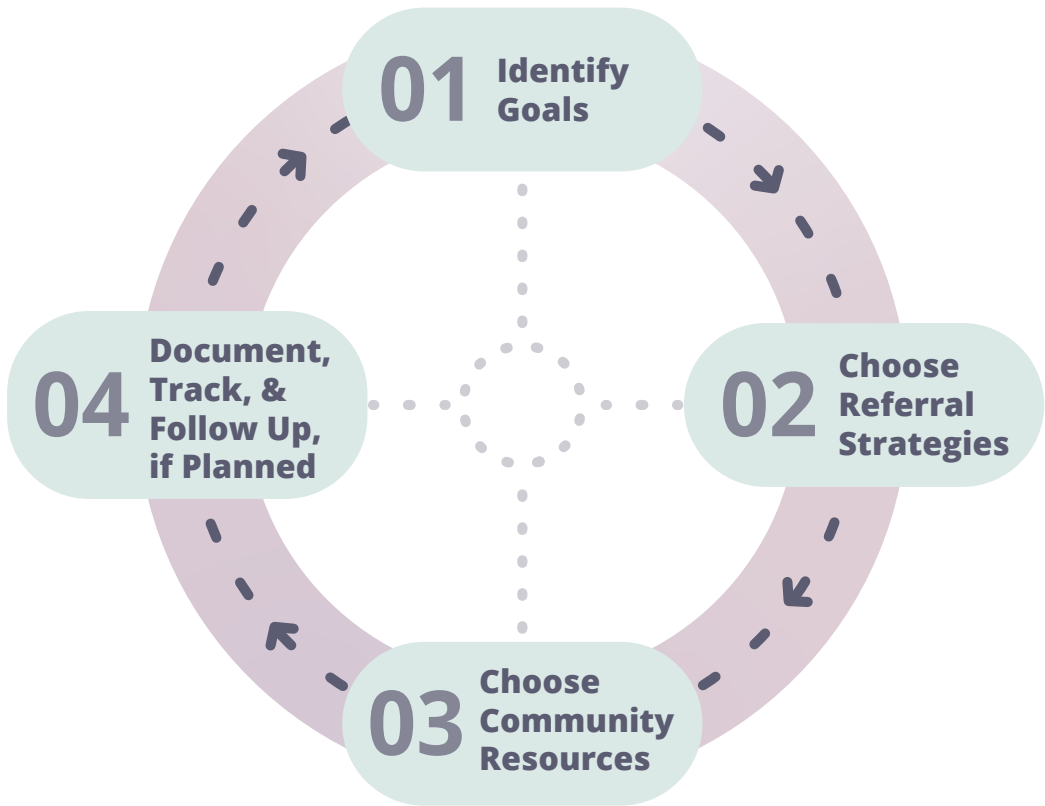 01
Identify
Goals
02
Choose
Referral
Strategies
03
Choose
Community
Resources
04
Document,
Track, &
Follow Up,
if Planned